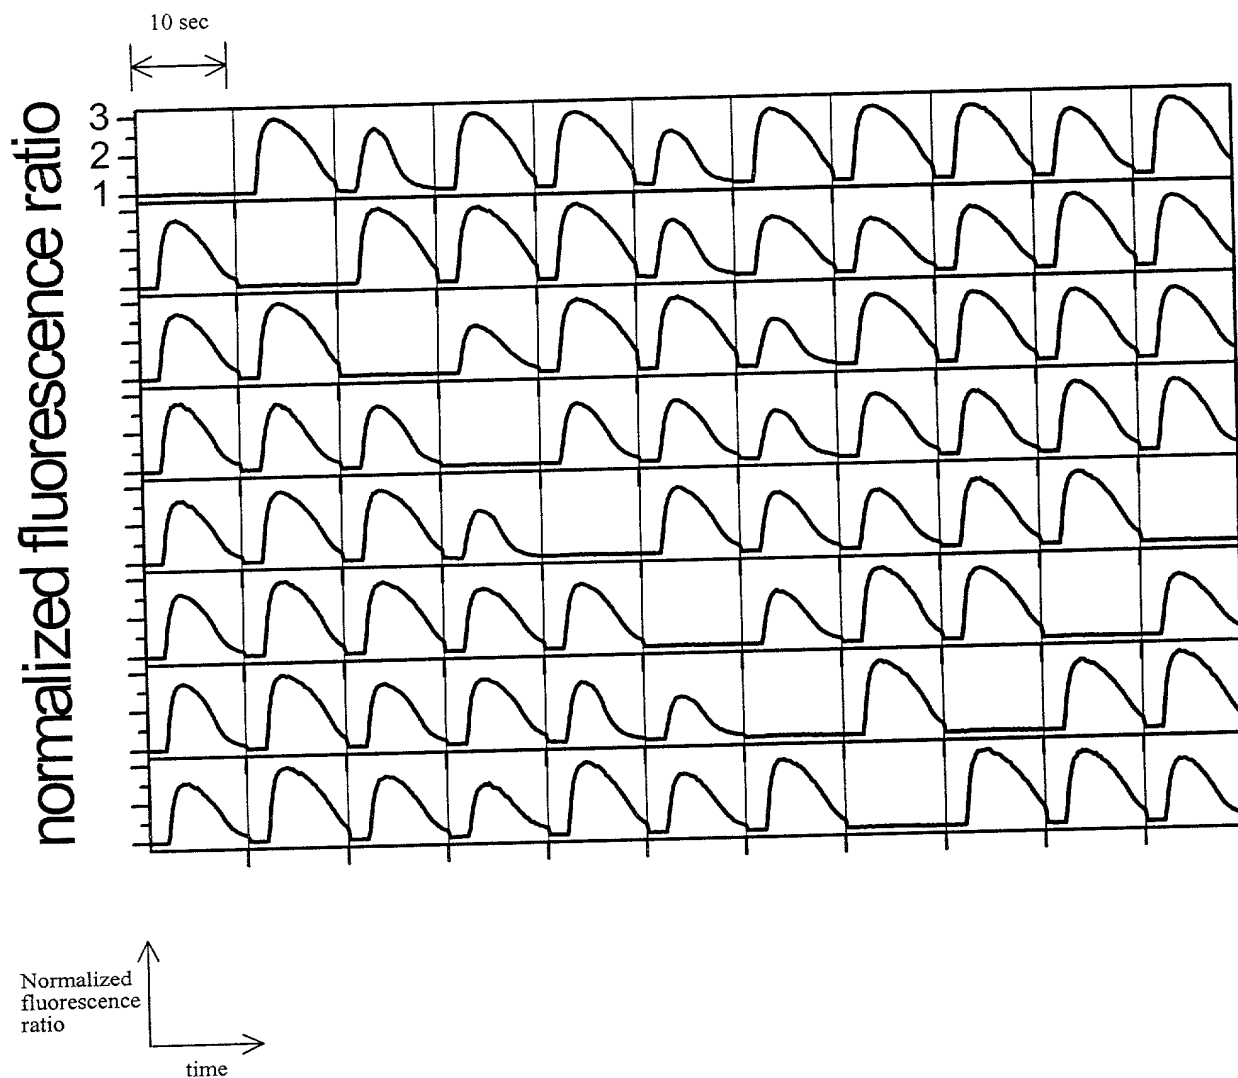 10 sec
normalized fluorescence ratio
3
2
1
Normalized
fluorescence
ratio
time